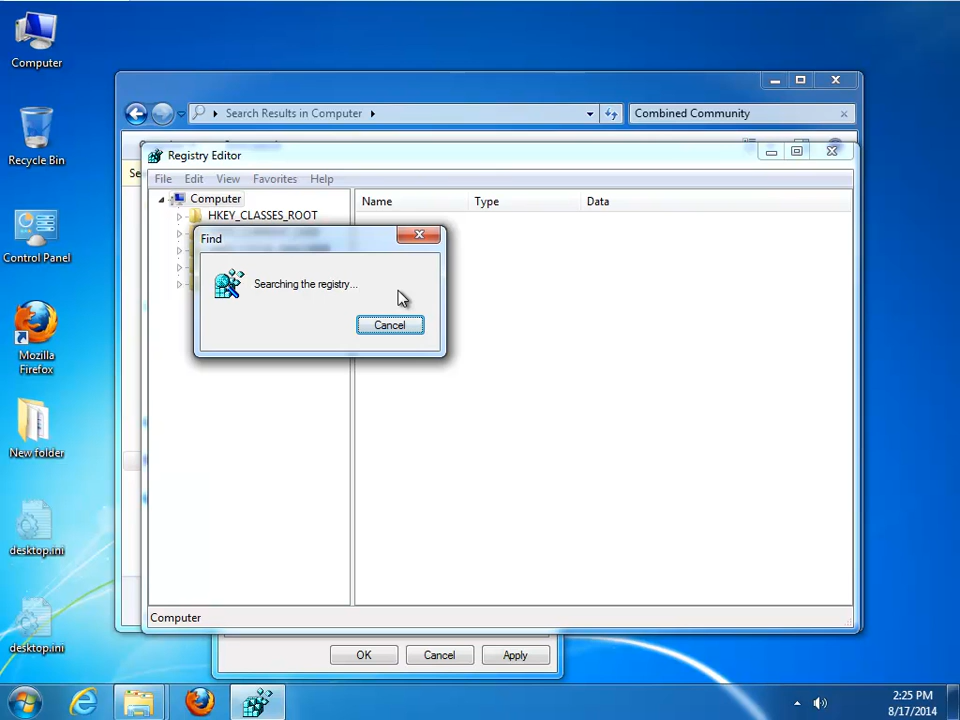 Computer
Recycle Bin
Control Panel
Mozilla
Firefox
New folder
desktop.ini
desktop.ini
Search Results in Computer
Combined Community
Se
Registry Editor
File Edit View Favorites Help
Computer
HKEY_CLASSES_ROOT
Name Type Data
Find
Searching the registry...
Cancel
Computer
OK Cancel Apply
2:25 PM
8/17/2014